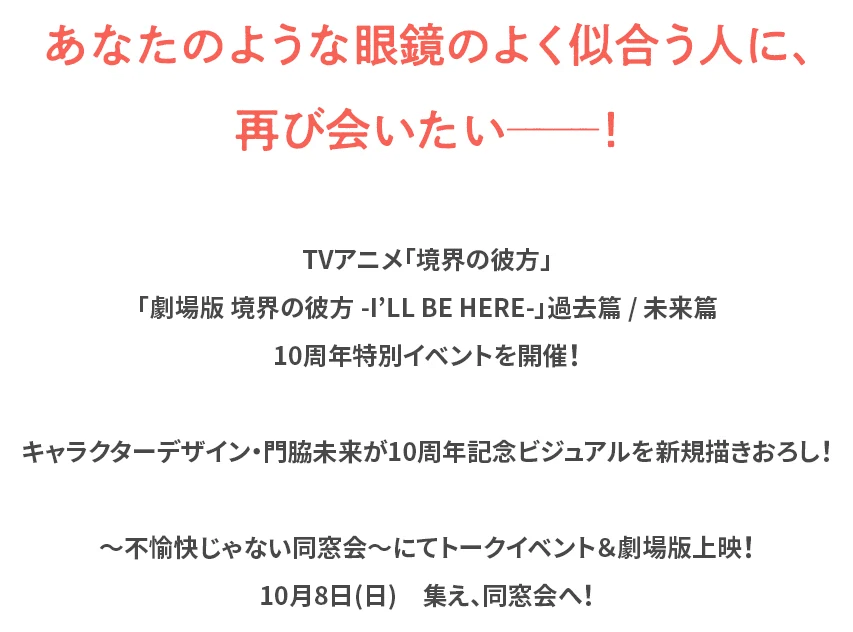 あなたのような眼鏡のよく似合う人に、
再び会いたい───！
TVアニメ「境界の彼方」
「劇場版 境界の彼方 -I’LL BE HERE-」過去篇 / 未来篇
10周年特別イベントを開催！
キャラクターデザイン・門脇未来が10周年記念ビジュアルを新規描きおろし！
～不愉快じゃない同窓会～にてトークイベント＆劇場版上映！
10月8日(日)　集え、同窓会へ！